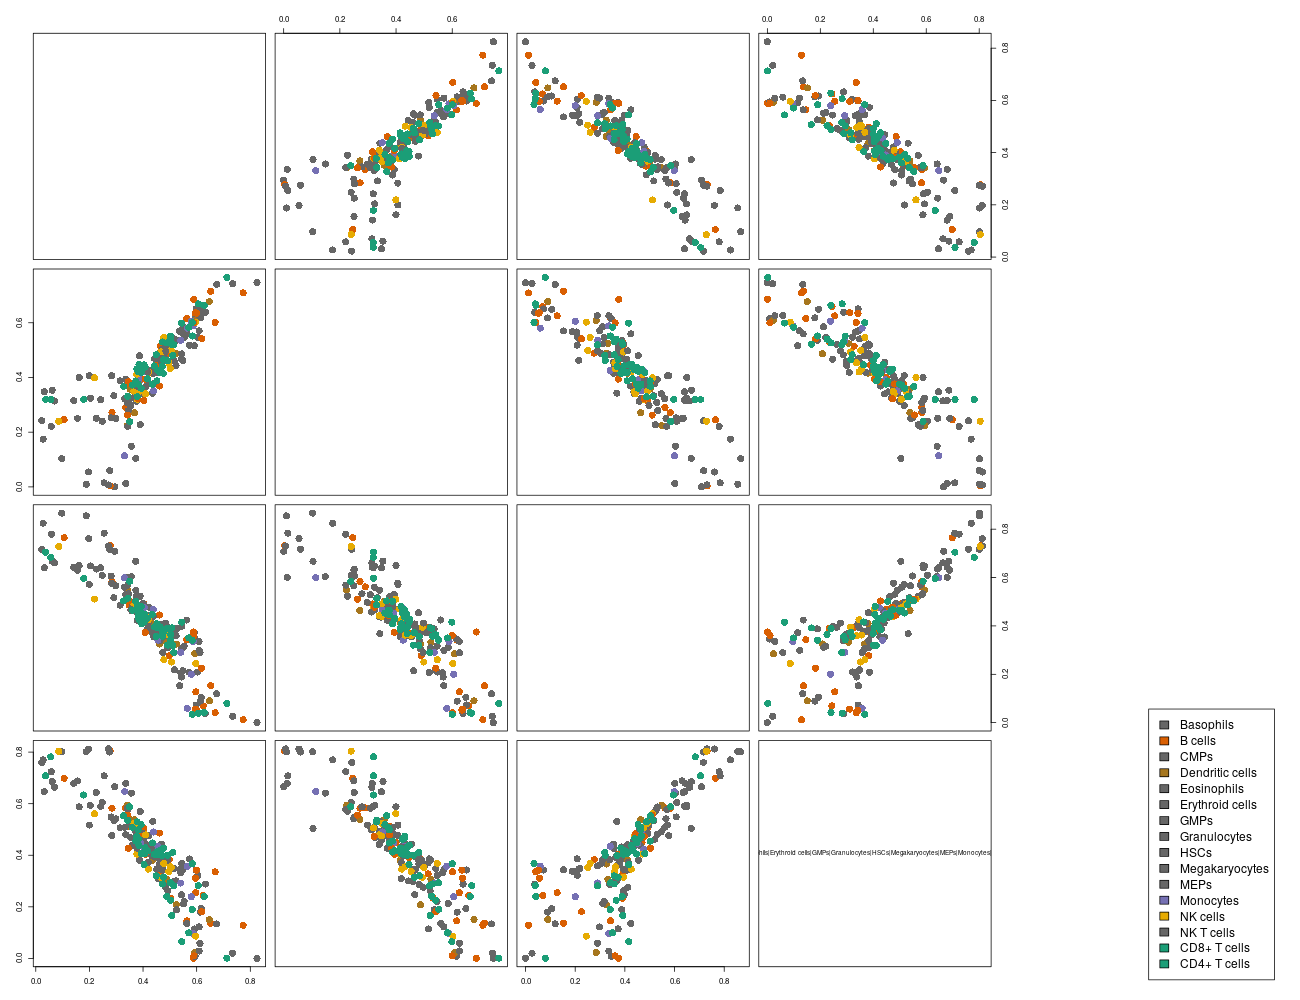 0.0 0.2 0.4 0.6
0.0 0.2 0.4 0.6 0.8
0.0 0.2 0.4 0.6 0.8
0.0 0.2 0.4 0.6
0.0 0.2 0.4 0.6 0.8
0.0 0.2 0.4 0.6 0.8
hils|Erythroid cells|GMPs|Granulocytes|HSCs|Megakaryocytes|MEPs|Monocytes|
0.0 0.2 0.4 0.6 0.8
0.0 0.2 0.4 0.6 0.8
Basophils
B cells
CMPs
Dendritic cells
Eosinophils
Erythroid cells
GMPs
Granulocytes
HSCs
Megakaryocytes
MEPs
Monocytes
NK cells
NK T cells
CD8+ T cells
CD4+ T cells